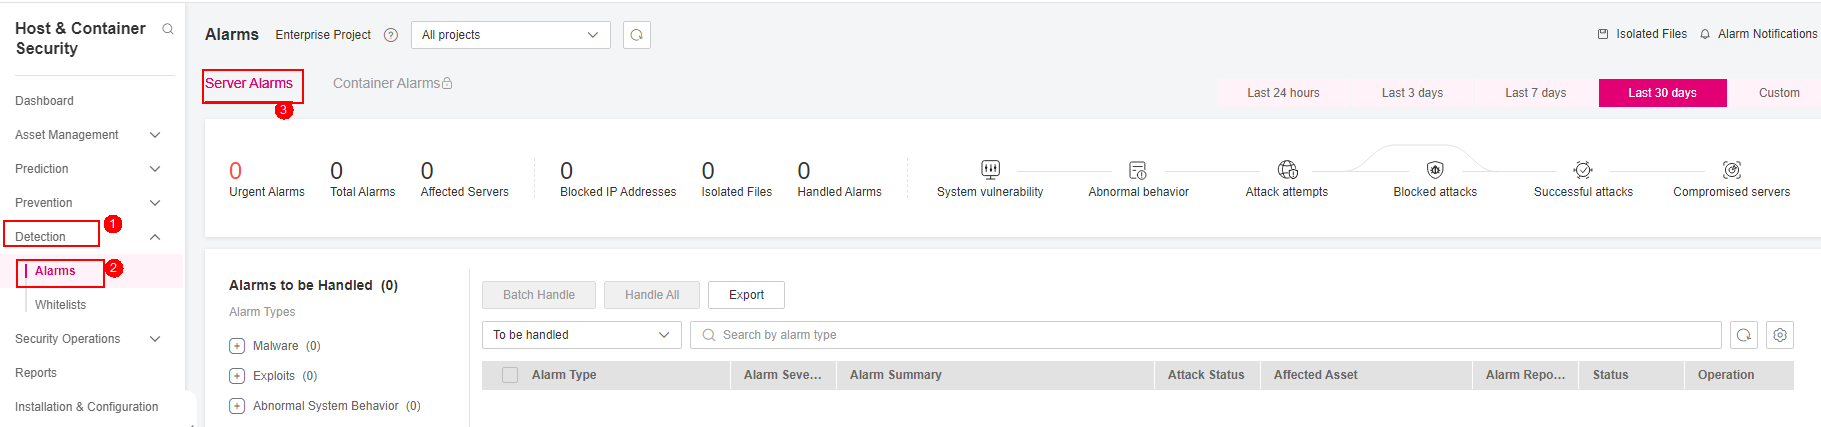 Host & Container
Security
Dashboard
Asset Management
Prediction
Prevention
Detection
1
Alarms
2
Whitelists
Security Operations
Reports
Installation & Configuration
Alarms
Enterprise Project
?
All projects
Isolated Files
Alarm Notifications
Server Alarms
3
Container Alarms
Last 24 hours
Last 3 days
Last 7 days
Last 30 days
Custom
0
Urgent Alarms
0
Total Alarms
0
Affected Servers
0
Blocked IP Addresses
0
Isolated Files
0
Handled Alarms
System vulnerability
Abnormal behavior
Attack attempts
Blocked attacks
Successful attacks
Compromised servers
Alarms to be Handled (0)
Alarm Types
Malware (0)
Exploits (0)
Abnormal System Behavior (0)
Batch Handle
Handle All
Export
To be handled
Search by alarm type
Alarm Type
Alarm Seve...
Alarm Summary
Attack Status
Affected Asset
Alarm Repo...
Status
Operation